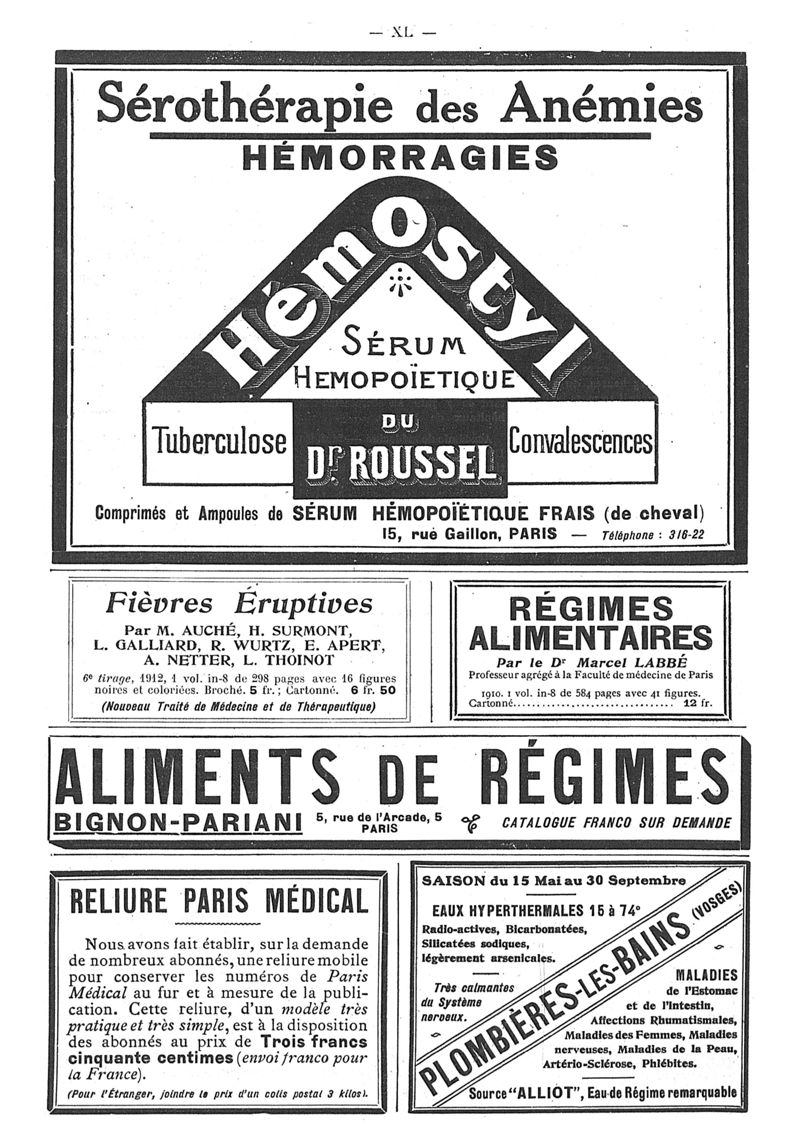 — XL —
Sérothérapie des Anémies
HÉMORRAGIES
HémOstyl
SÉRUM
HEMOPOÏETIQUE
Tuberculose
DU
Dr. ROUSSEL
Convalescences
Comprimés et Ampoules de SÉRUM HÉMOPOÏÉTIQUE FRAIS (de cheval)
15, rue Gaillon, PARIS — Téléphone : 316-22
Fièvres Éruptives
Par M. AUCHÉ, H. SURMONT,
L. GALLIARD, R. WURTZ, E. APERT,
A. NETTER, L. THOINOT
6e tirage, 1912, 1 vol. in-8 de 298 pages avec 16 figures
noires et coloriées. Broché. 5 fr. ; Cartonné. 6 fr. 50
(Nouveau Traité de Médecine et de Thérapeutique)
RÉGIMES
ALIMENTAIRES
Par le Dr Marcel LABBÉ
Professeur agrégé à la Faculté de médecine de Paris
1910. 1 vol. in-8 de 584 pages avec 41 figures.
Cartonné................................ 12 fr.
ALIMENTS DE RÉGIMES
BIGNON-PARIANI
5, rue de l'Arcade, 5
PARIS
CATALOGUE FRANCO SUR DEMANDE
RELIURE PARIS MÉDICAL
Nous avons fait établir, sur la demande
de nombreux abonnés, une reliure mobile
pour conserver les numéros de Paris
Médical au fur et à mesure de la publi-
cation. Cette reliure, d'un modèle très
pratique et très simple, est à la disposition
des abonnés au prix de Trois francs
cinquante centimes (envoi franco pour
la France).
(Pour l'Étranger, joindre le prix d'un colis postal 3 kilos).
SAISON du 15 Mai au 30 Septembre
EAUX HYPERTHERMALES 15 à 74°
Radio-actives, Bicarbonatées,
Silicatées sodiques,
légèrement arsenicales.
Très calmantes
du Système
nerveux.
PLOMBIÈRES-LES-BAINS (VOSGES)
MALADIES
de l'Estomac
et de l'Intestin,
Affections Rhumatismales,
Maladies des Femmes, Maladies
nerveuses, Maladies de la Peau,
Artério-Sclérose, Phlébites.
Source "ALLIOT", Eau de Régime remarquable